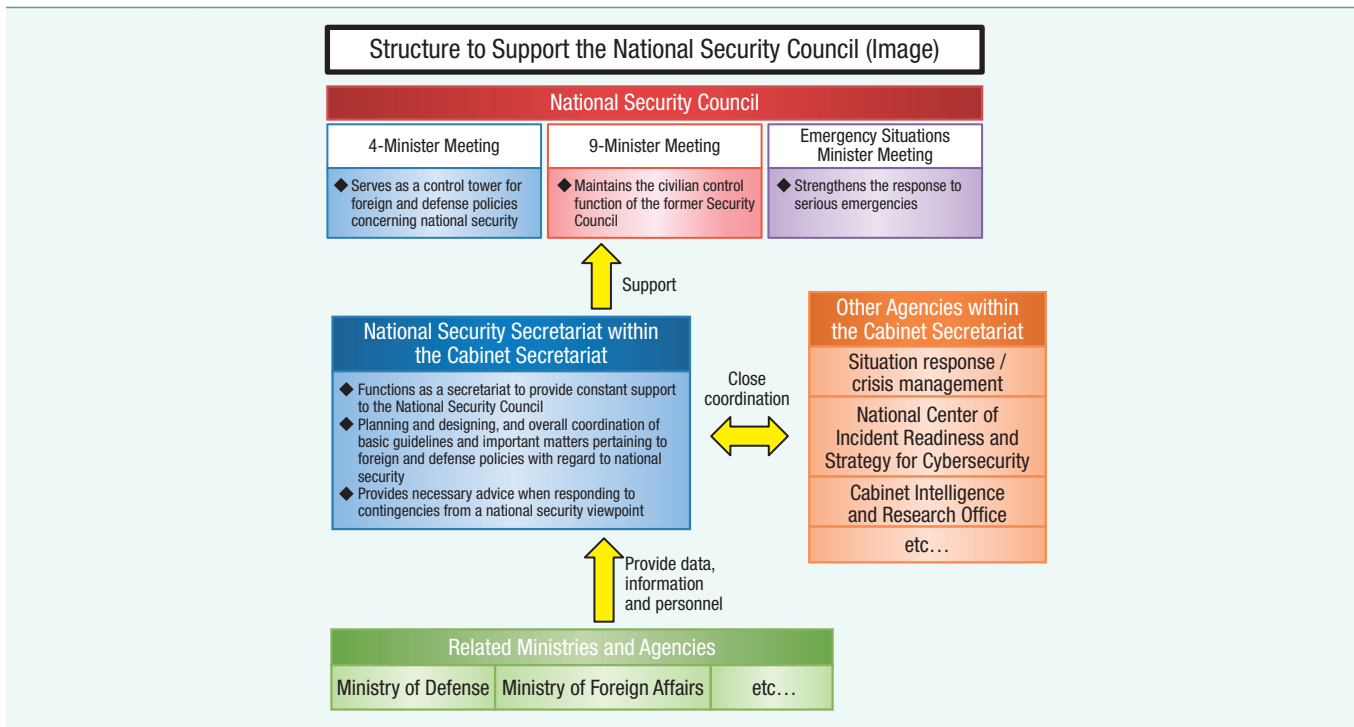 Structure to Support the National Security Council (Image)
National Security Council
4-Minister Meeting
◆ Serves as a control tower for
foreign and defense policies
concerning national security
9-Minister Meeting
◆ Maintains the civilian control
function of the former Security
Council
Emergency Situations
Minister Meeting
◆ Strengthens the response to
serious emergencies
Support
National Security Secretariat within
the Cabinet Secretariat
◆ Functions as a secretariat to provide constant support
to the National Security Council
◆ Planning and designing, and overall coordination of
basic guidelines and important matters pertaining to
foreign and defense policies with regard to national
security
◆ Provides necessary advice when responding to
contingencies from a national security viewpoint
Close
coordination
Other Agencies within
the Cabinet Secretariat
Situation response /
crisis management
National Center of
Incident Readiness and
Strategy for Cybersecurity
Cabinet Intelligence
and Research Office
etc…
Provide data,
information
and personnel
Related Ministries and Agencies
Ministry of Defense
Ministry of Foreign Affairs
etc…